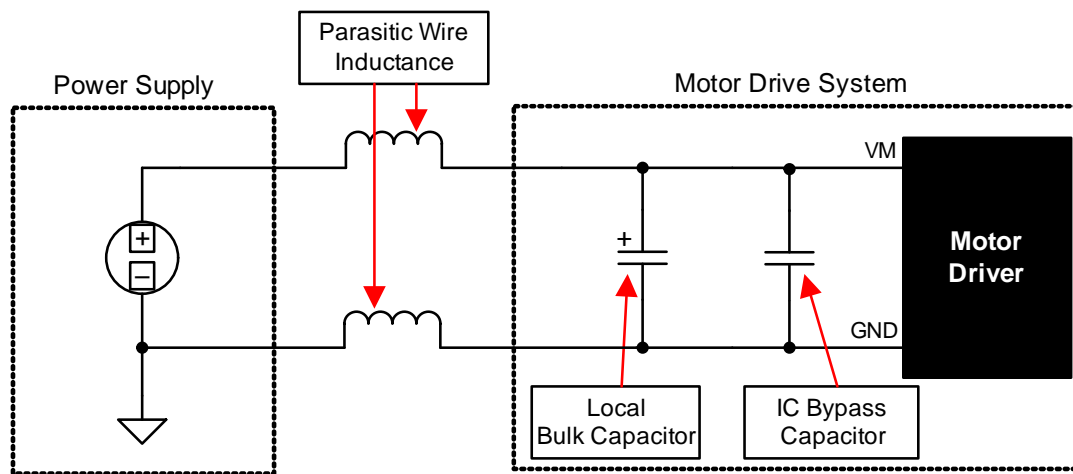 Parasitic Wire
Inductance
Power Supply
Motor Drive System
VM
+
−
+
Motor
Driver
GND
Local
Bulk Capacitor
IC Bypass
Capacitor